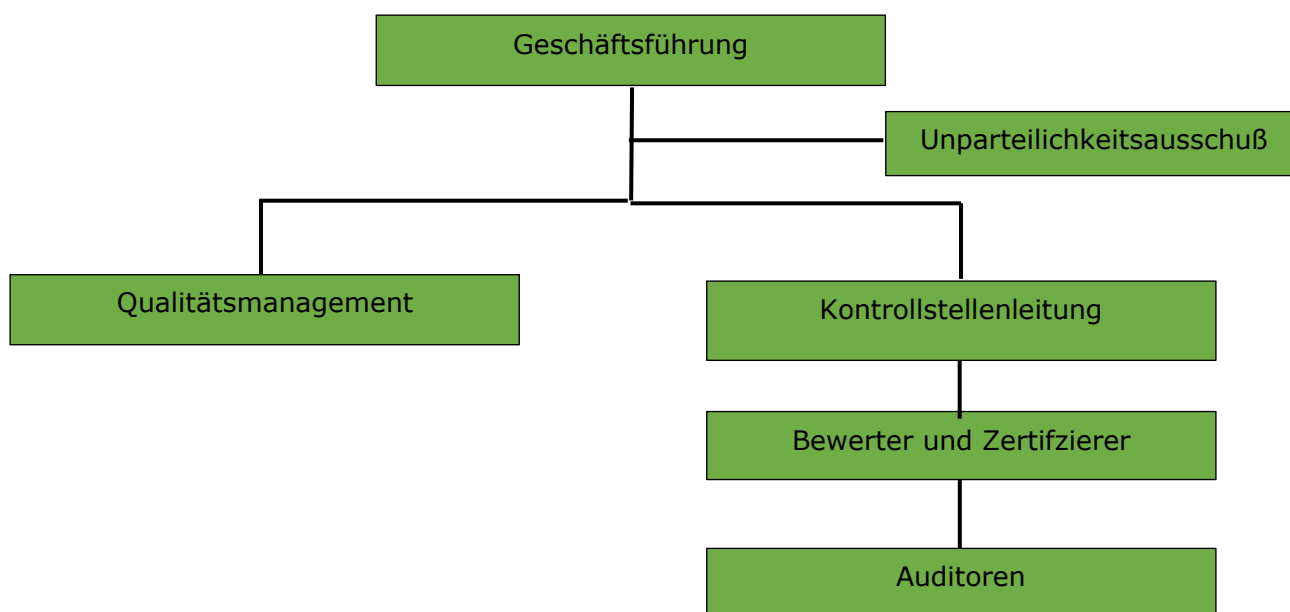 Geschäftsführung
Unparteilichkeitsausschuß
Qualitätsmanagement
Kontrollstellenleitung
Bewerter und Zertifzierer
Auditoren